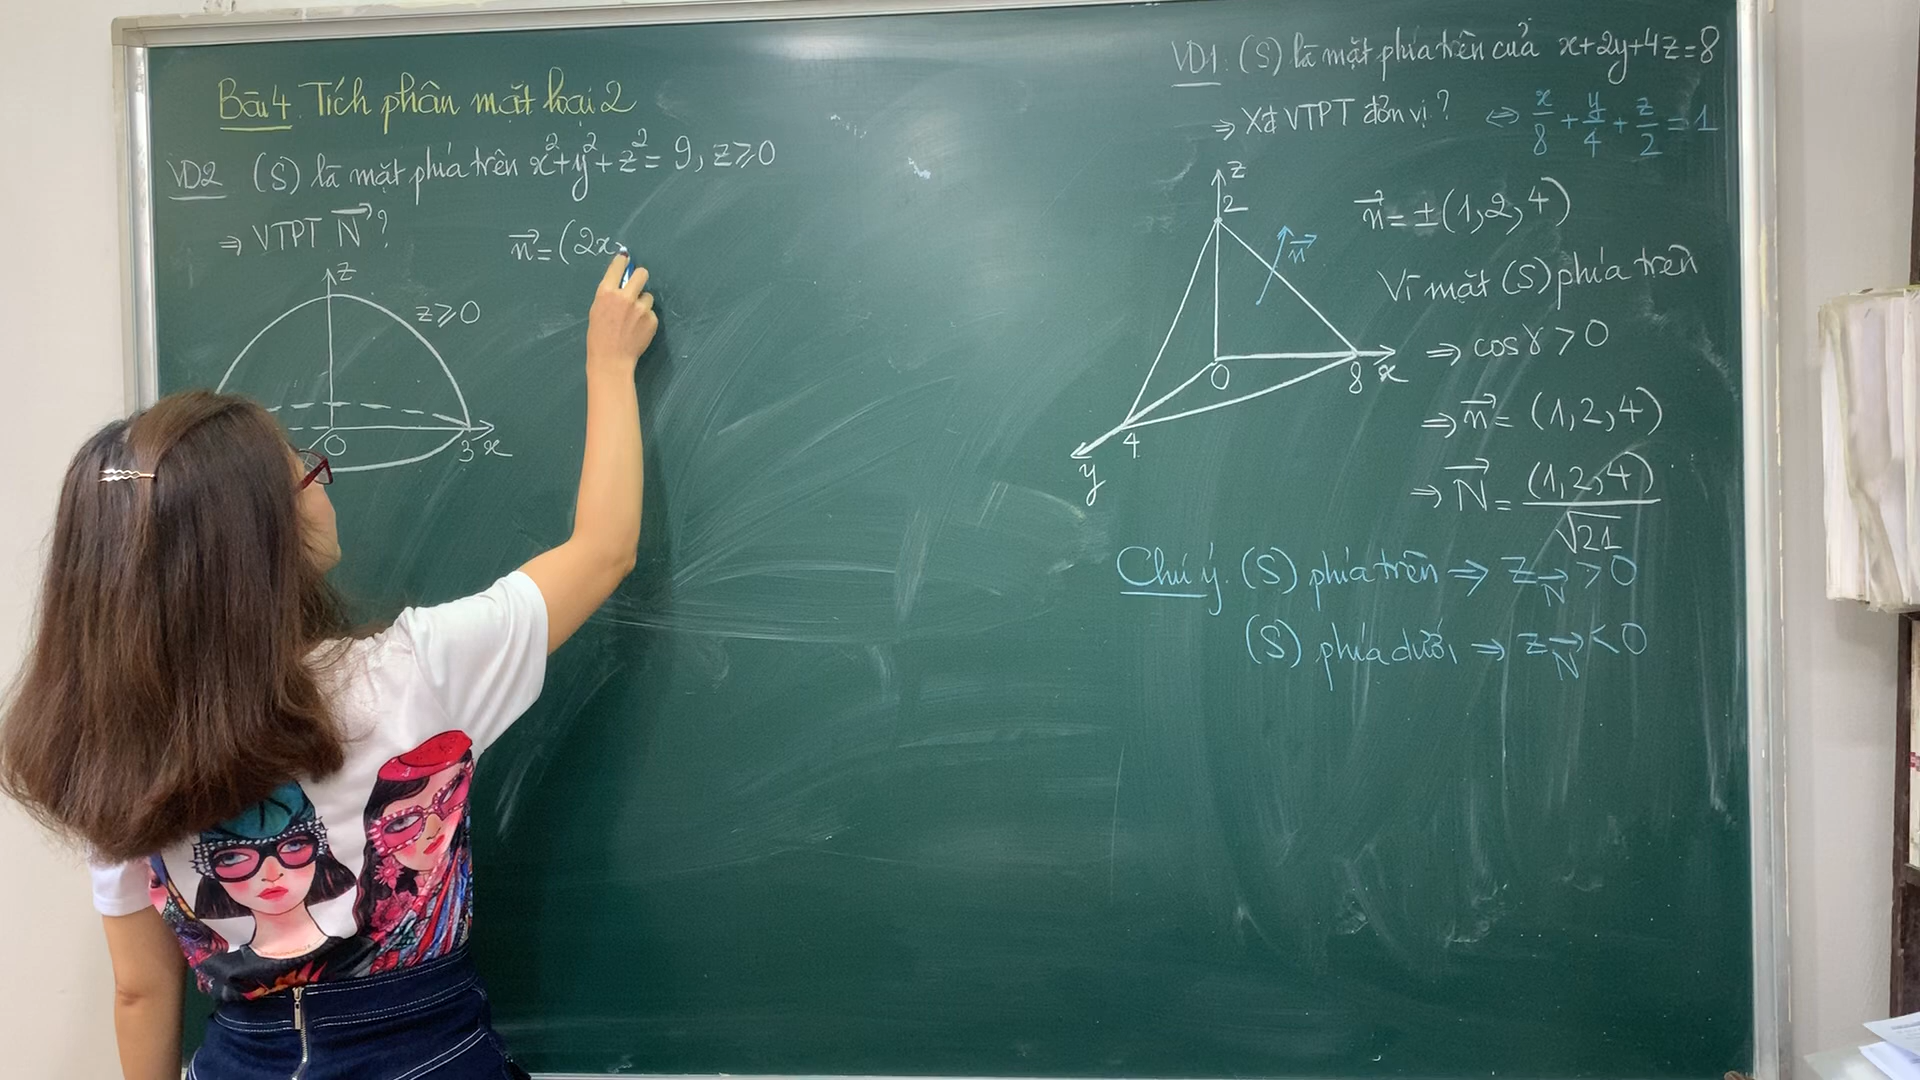 Bài 4. Tích phân mặt loại 2
VD2 (S) là mặt phía trên x²+y²+z²=9, z≥0
⇒ VTPT N⃗?
n⃗=(2x,
z
z≥0
O
3
x
VD1: (S) là mặt phía trên của x+2y+4z=8
⇒ XĐ VTPT đơn vị? ⇔ x/8+y/4+z/2=1
z
2
n⃗
O
8
x
4
y
n⃗=±(1,2,4)
Vì mặt (S) phía trên
⇒ cosγ>0
⇒ n⃗=(1,2,4)
⇒ N⃗=(1,2,4)/√21
Chú ý. (S) phía trên ⇒ z_N⃗>0
(S) phía dưới ⇒ z_N⃗<0